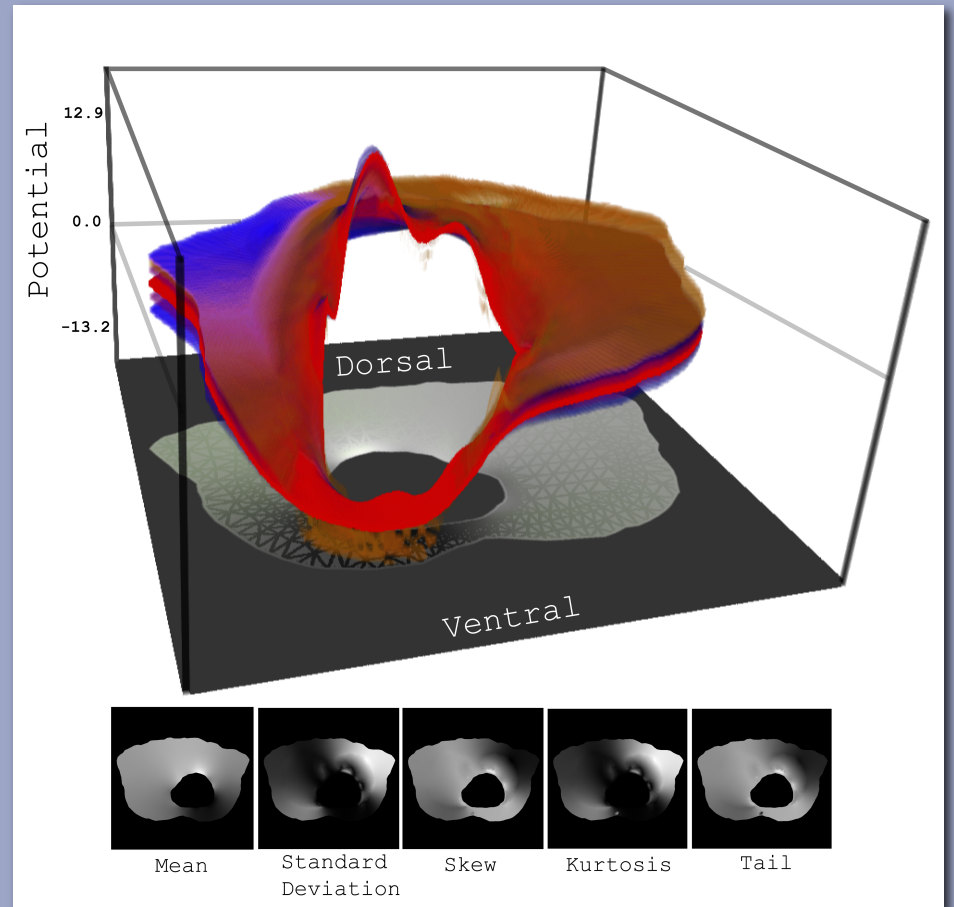 Potential
12.9
0.0
-13.2
Dorsal
Ventral
Mean
Standard
Deviation
Skew
Kurtosis
Tail